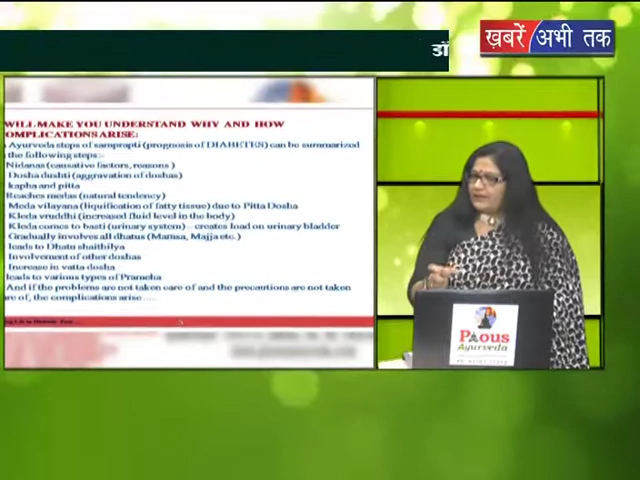 डॉ
ख़बरें अभी तक
WILL MAKE YOU UNDERSTAND WHY AND HOW
OMPLICATIONS ARISE:
Ayurveda steps of samprapti (prognosis of DIABETES) can be summarized
the following steps:-
Nidanas (causative factors, reasons )
Dosha dushti (aggravation of doshas)
kapha and pitta
Reaches medas (natural tendency)
Meda vilayana (liquification of fatty tissue) due to Pitta Dosha
Kleda vruddhi (increased fluid level in the body)
Kleda comes to basti (urinary system) - creates load on urinary bladder
Gradually involves all dhatus (Mamsa, Majja etc.)
leads to Dhatu shaithilya
Involvement of other doshas
Increase in vatta dosha
leads to various types of Prameha
And if the problems are not taken care of and the precautions are not taken
re of, the complications arise ....
Pious
Ayurveda